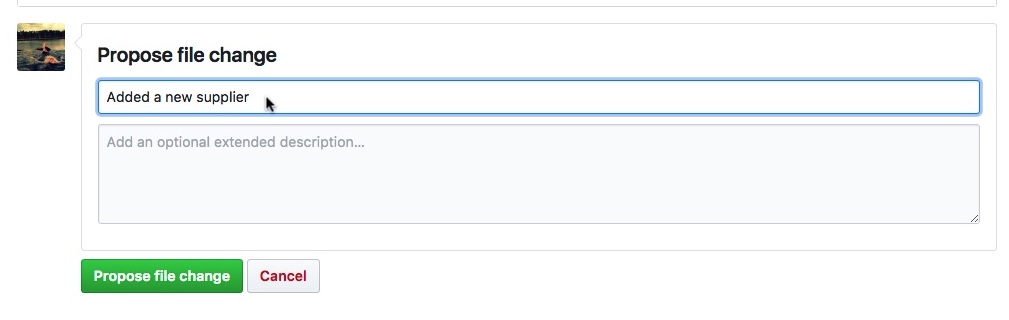 Propose file change
Added a new supplier
Add an optional extended description...
Propose file change
Cancel